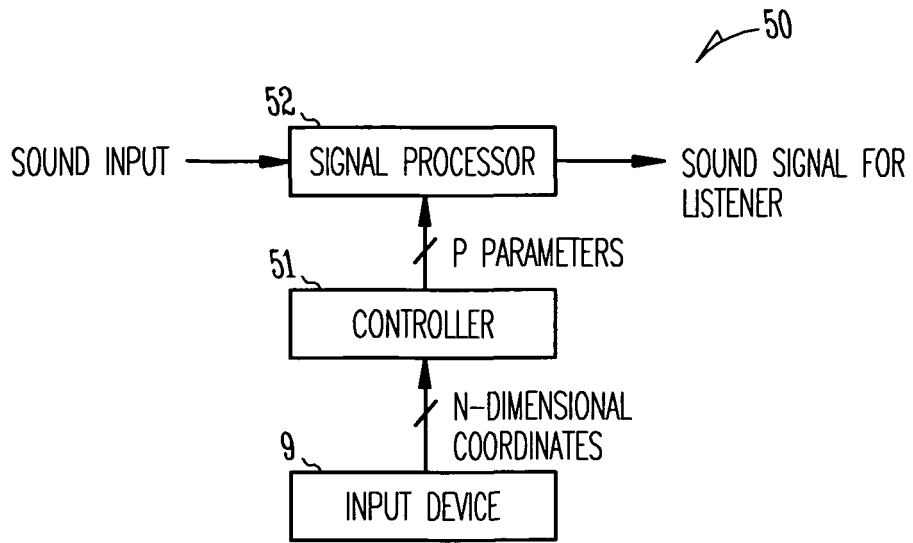 50
52
SOUND INPUT
SIGNAL PROCESSOR
SOUND SIGNAL FOR
LISTENER
P PARAMETERS
51
CONTROLLER
N-DIMENSIONAL
COORDINATES
9
INPUT DEVICE